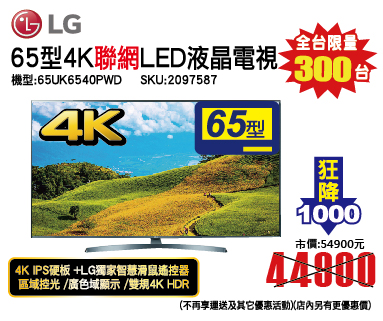 LG
65型4K聯網LED液晶電視
全台限量
300台
機型:65UK6540PWD SKU:2097587
4K
65型
狂降
1000
市價:54900元
44900
4K IPS硬板 +LG獨家智慧滑鼠遙控器
區域控光 /廣色域顯示 /雙規4K HDR
(不再享運送及其它優惠活動)(店內另有更優惠價)